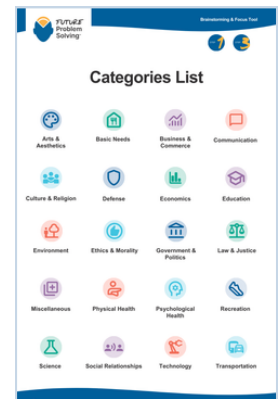 FUTURE
Problem
Solving
Brainstorming & Focus Tool
1
3
Categories List
Arts &
Aesthetics
Basic Needs
Business &
Commerce
Communication
Culture & Religion
Defense
Economics
Education
Environment
Ethics & Morality
Government &
Politics
Law & Justice
Miscellaneous
Physical Health
Psychological
Health
Recreation
Science
Social Relationships
Technology
Transportation